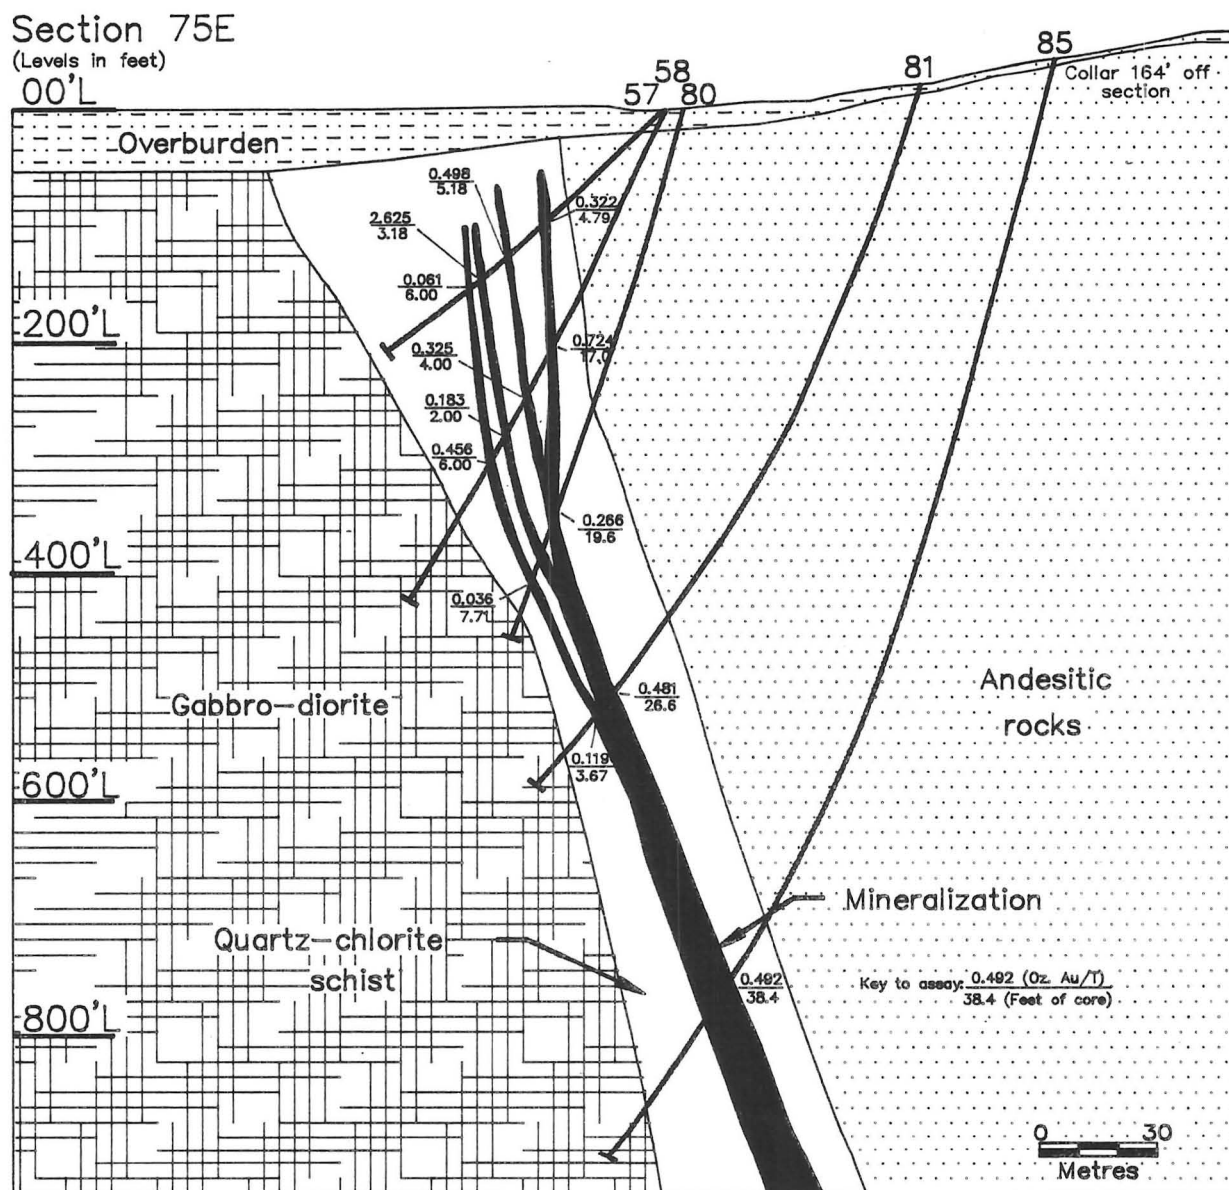 Section 75E
(Levels in feet)
00'L
57
58
80
81
85
Collar 164' off
section
Overburden
0.498
5.18
0.322
4.79
2.625
3.18
0.061
6.00
200'L
0.724
17.0
0.325
4.00
0.183
2.00
0.456
6.00
0.266
19.6
400'L
0.036
7.71
0.481
26.6
Gabbro-diorite
Andesitic
rocks
0.119
3.67
600'L
Mineralization
Quartz-chlorite
schist
0.492
38.4
Key to assay: 0.492 (Oz. Au/T)
38.4 (Feet of core)
800'L
0 30
Metres